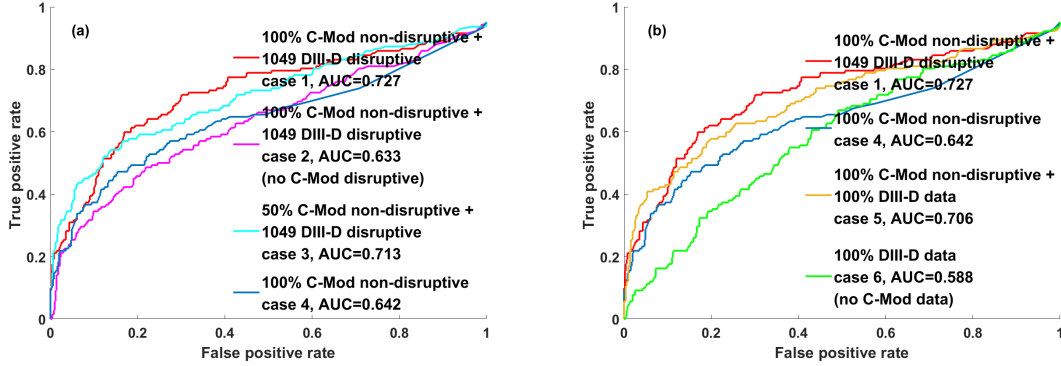 (a)
100% C-Mod non-disruptive +
1049 DIII-D disruptive
case 1, AUC=0.727
100% C-Mod non-disruptive +
1049 DIII-D disruptive
case 2, AUC=0.633
(no C-Mod disruptive)
50% C-Mod non-disruptive +
1049 DIII-D disruptive
case 3, AUC=0.713
100% C-Mod non-disruptive
case 4, AUC=0.642
True positive rate
1
0.8
0.6
0.4
0.2
0
0
0.2
0.4
0.6
0.8
1
False positive rate
(b)
100% C-Mod non-disruptive +
1049 DIII-D disruptive
case 1, AUC=0.727
100% C-Mod non-disruptive
case 4, AUC=0.642
100% C-Mod non-disruptive +
100% DIII-D data
case 5, AUC=0.706
100% DIII-D data
case 6, AUC=0.588
(no C-Mod data)
True positive rate
1
0.8
0.6
0.4
0.2
0
0
0.2
0.4
0.6
0.8
1
False positive rate